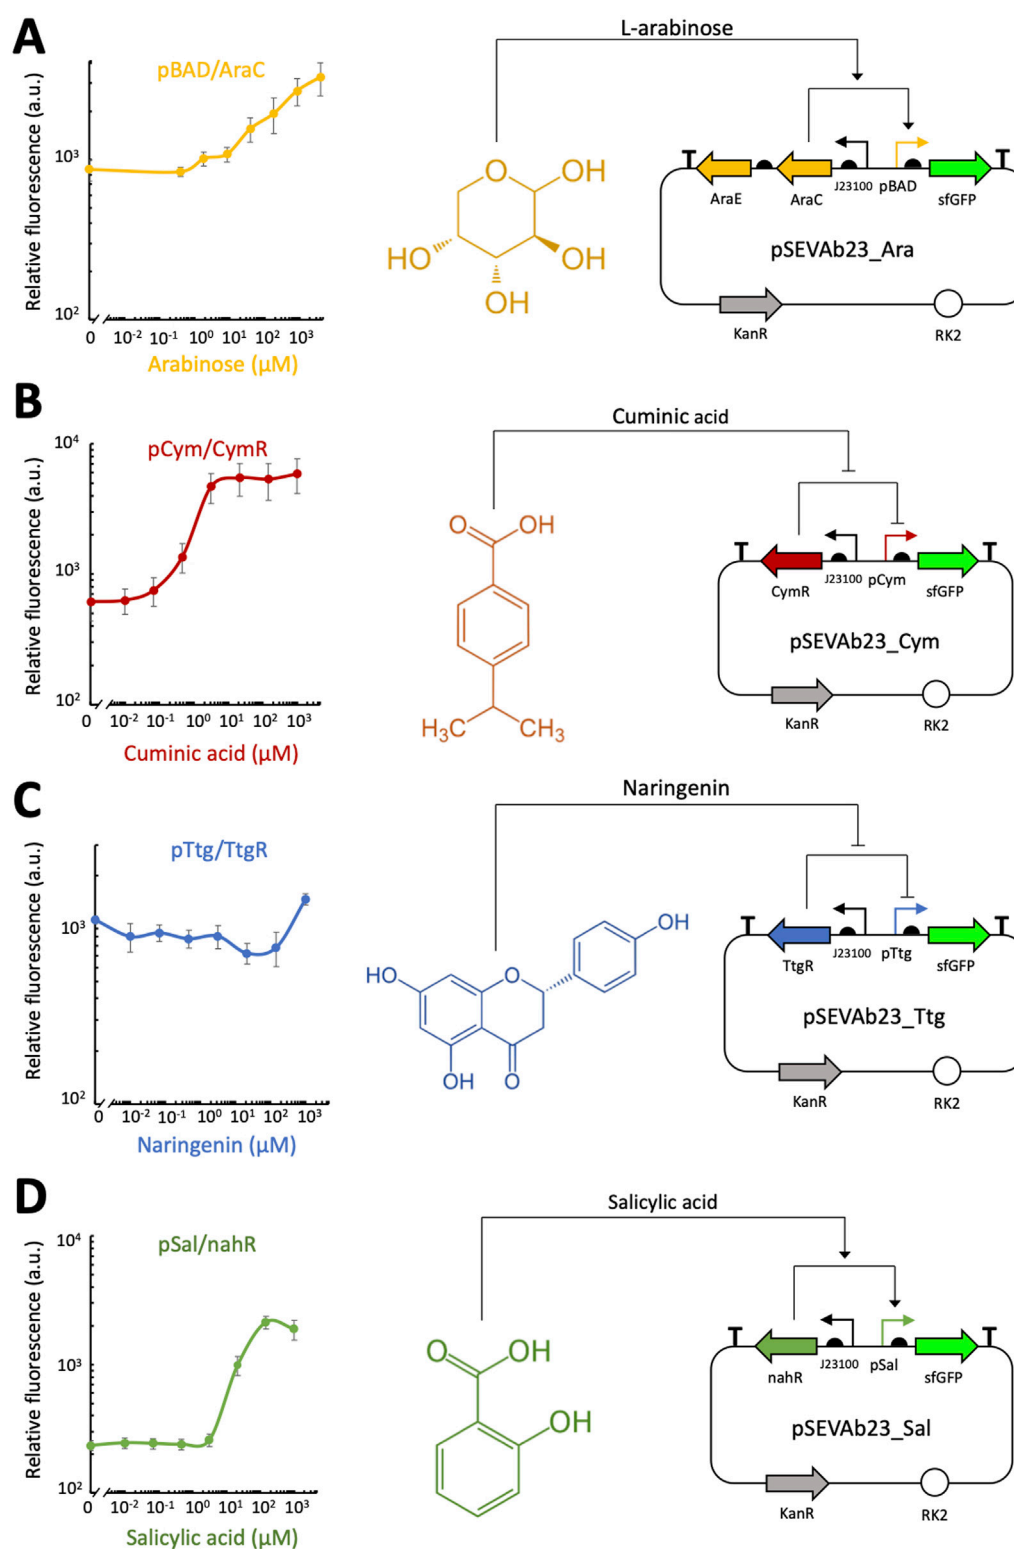 A
pBAD/AraC
Relative fluorescence (a.u.)
10³
10²
0 10⁻² 10⁻¹ 10⁰ 10¹ 10² 10³
Arabinose (µM)
O OH
HO OH
OH
L-arabinose
AraE AraC J23100 pBAD sfGFP
pSEVAb23_Ara
KanR RK2
B
pCym/CymR
Relative fluorescence (a.u.)
10⁴
10³
10²
0 10⁻² 10⁻¹ 10⁰ 10¹ 10² 10³
Cuminic acid (µM)
O OH
H₃C CH₃
Cuminic acid
CymR J23100 pCym sfGFP
pSEVAb23_Cym
KanR RK2
C
pTtg/TtgR
Relative fluorescence (a.u.)
10³
10²
0 10⁻² 10⁻¹ 10⁰ 10¹ 10² 10³
Naringenin (µM)
OH
HO O
OH O
Naringenin
TtgR J23100 pTtg sfGFP
pSEVAb23_Ttg
KanR RK2
D
pSal/nahR
Relative fluorescence (a.u.)
10⁴
10³
10²
0 10⁻² 10⁻¹ 10⁰ 10¹ 10² 10³
Salicylic acid (µM)
O OH
OH
Salicylic acid
nahR J23100 pSal sfGFP
pSEVAb23_Sal
KanR RK2